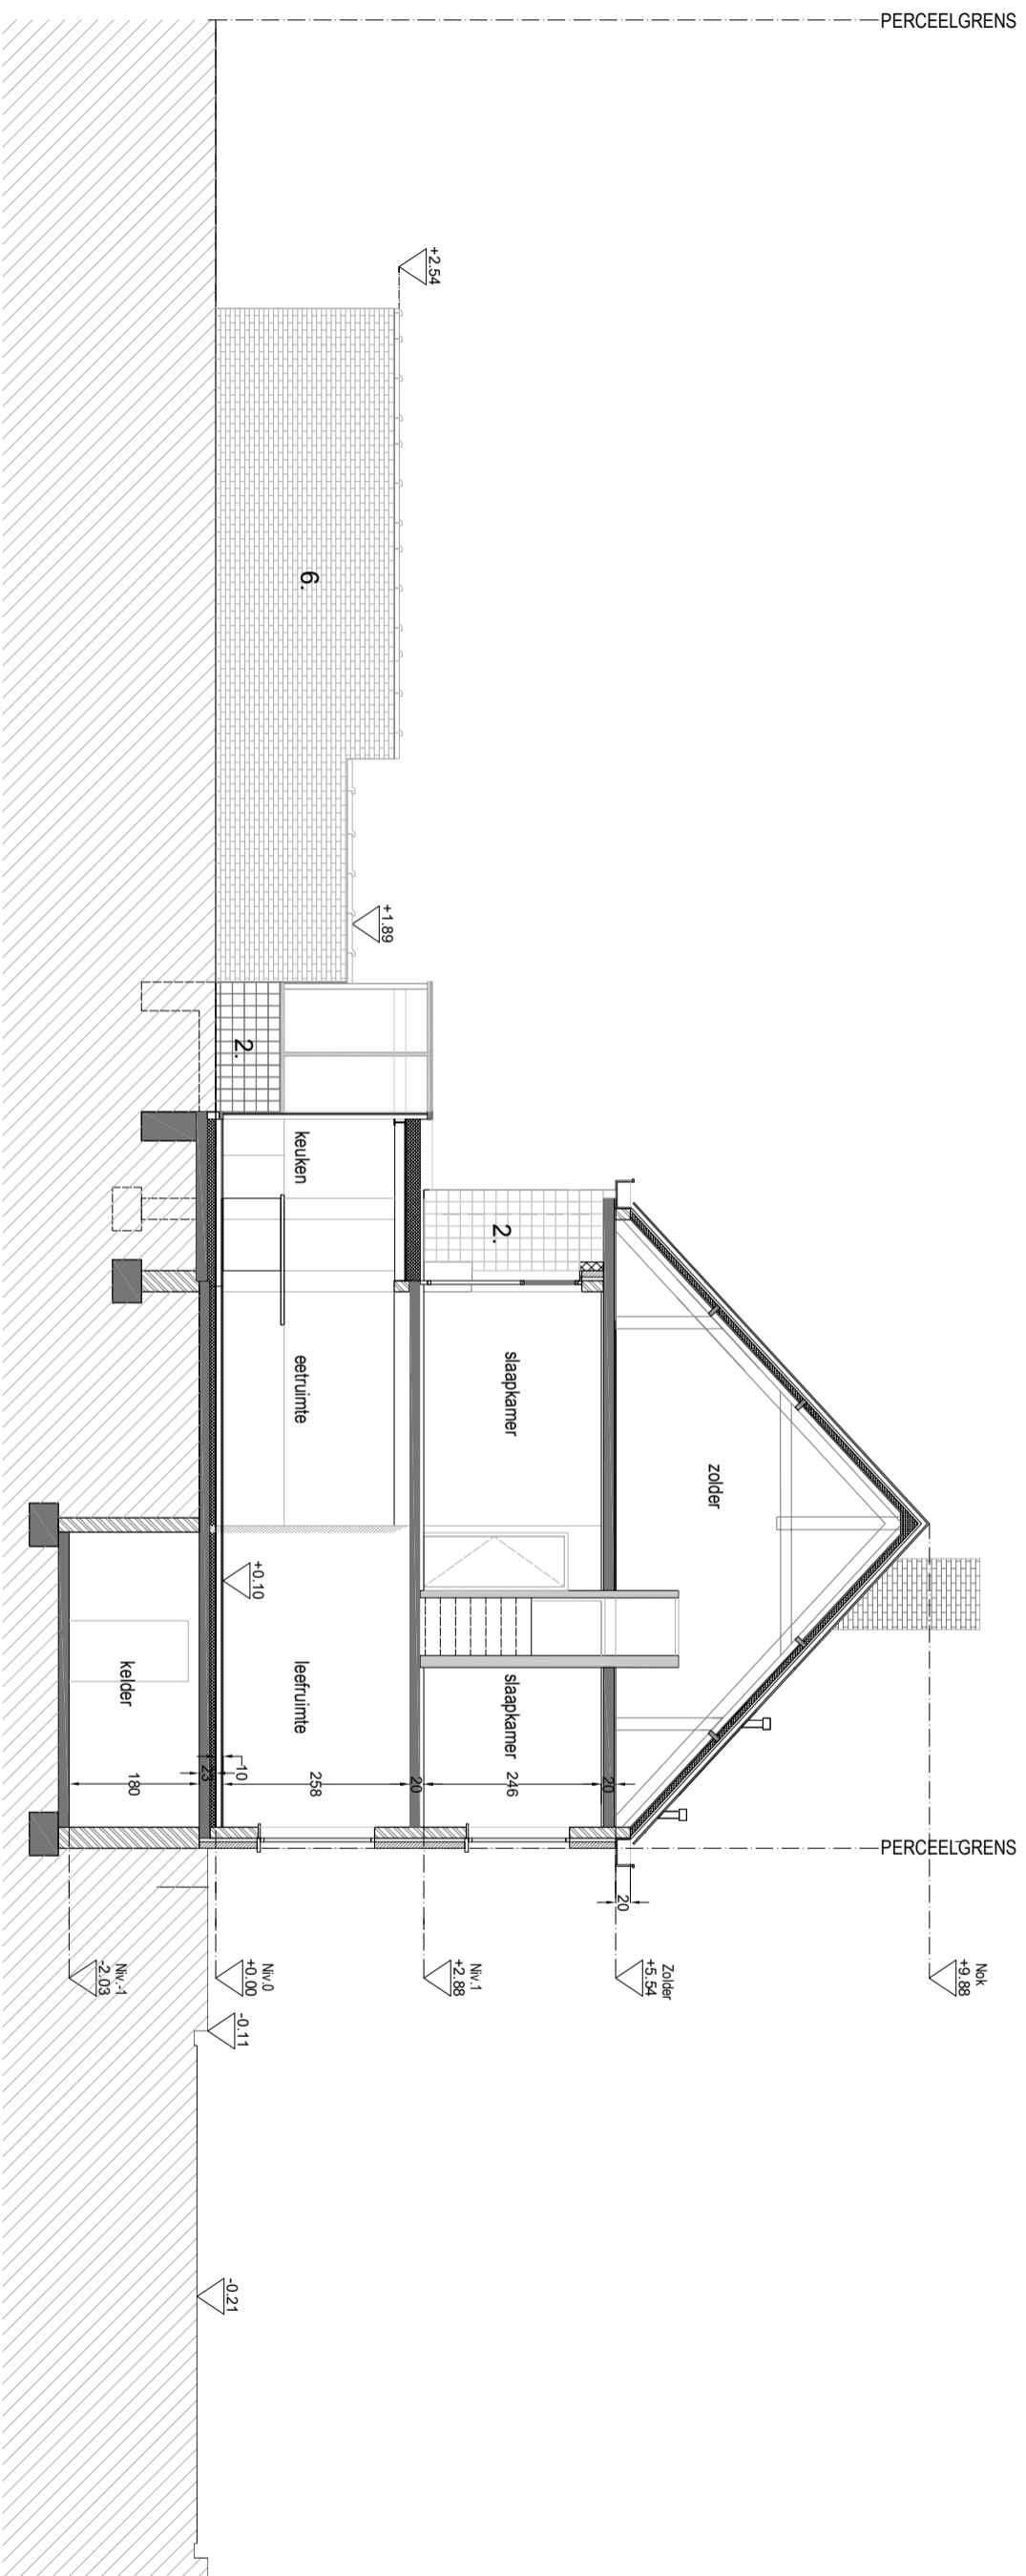 PERCEELGRENS
PERCEELGRENS
Nok
+9.88
Zolder
+5.54
20
zolder
20
2.
slaapkamer
slaapkamer
246
Niv.1
+2.88
20
+2.54
+1.89
6.
keuken
eetruimte
leefruimte
258
2.
+0.10
10
Niv.0
+0.00
-0.11
-0.21
23
kelder
180
Niv.-1
-2.03